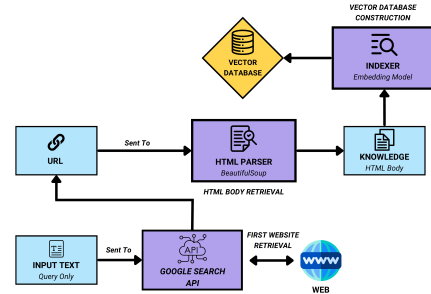 VECTOR DATABASE
CONSTRUCTION
VECTOR
DATABASE
INDEXER
Embedding Model
URL
Sent To
HTML PARSER
BeautifulSoup
KNOWLEDGE
HTML Body
HTML BODY RETRIEVAL
INPUT TEXT
Query Only
Sent To
API
GOOGLE SEARCH
API
FIRST WEBSITE
RETRIEVAL
WWW
WEB